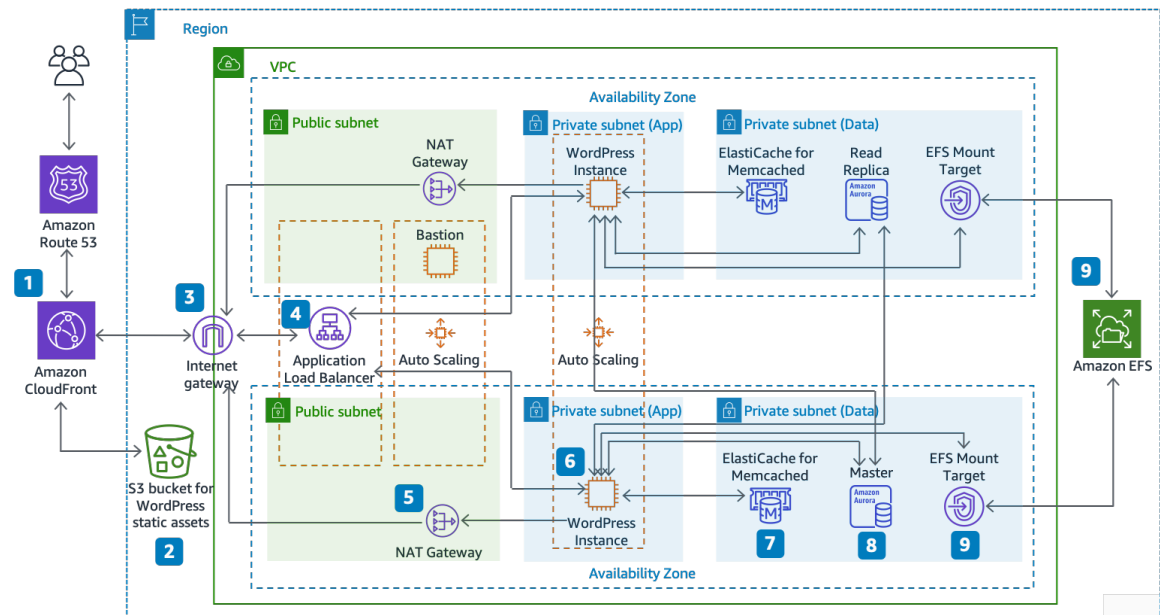 Region
VPC
Availability Zone
Public subnet
Private subnet (App)
Private subnet (Data)
NAT
Gateway
WordPress
Instance
ElastiCache for
Memcached
M
Read
Replica
Amazon
Aurora
EFS Mount
Target
53
Amazon
Route 53
Bastion
1
3
4
9
Auto Scaling
Auto Scaling
Application
Load Balancer
Internet
gateway
Amazon
CloudFront
Amazon EFS
Public subnet
Private subnet (App)
Private subnet (Data)
6
ElastiCache for
Memcached
M
Master
Amazon
Aurora
EFS Mount
Target
S3 bucket for
WordPress
static assets
2
5
NAT Gateway
WordPress
Instance
7
8
9
Availability Zone